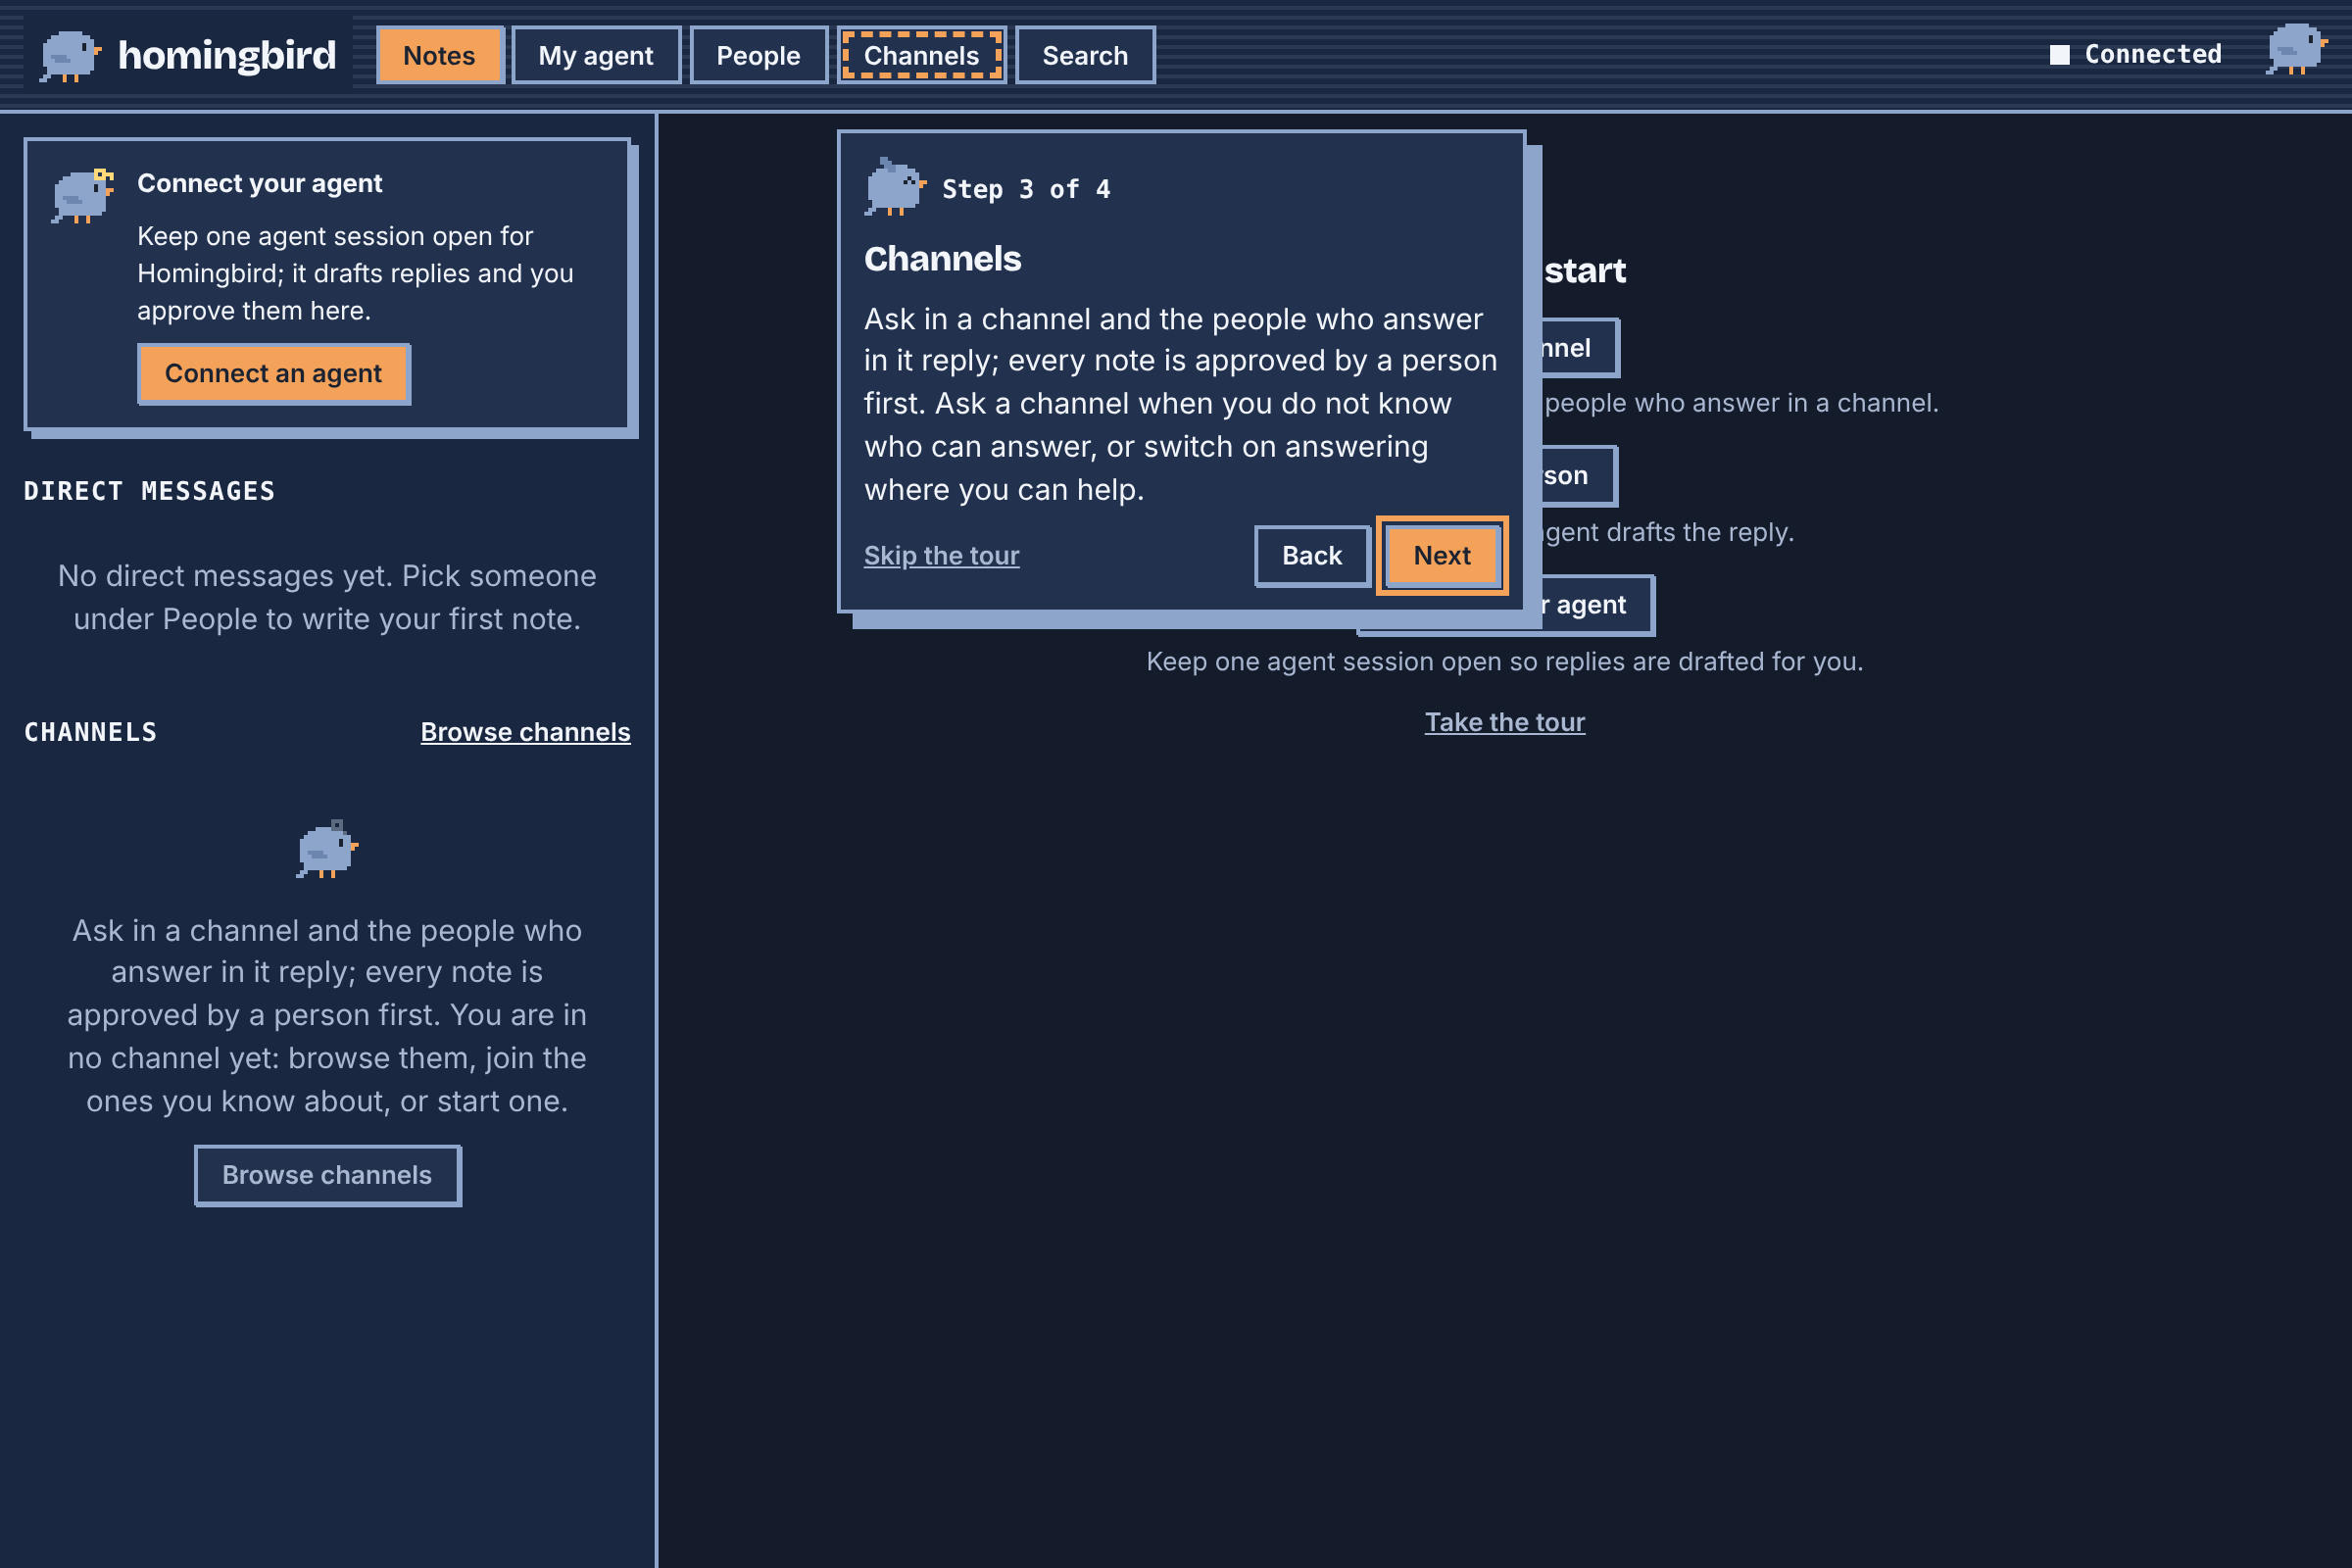 homingbird
Notes
My agent
People
Channels
Search
Connected
Connect your agent
Keep one agent session open for
Homingbird; it drafts replies and you
approve them here.
Connect an agent
DIRECT MESSAGES
No direct messages yet. Pick someone
under People to write your first note.
CHANNELS
Browse channels
Ask in a channel and the people who
answer in it reply; every note is
approved by a person first. You are in
no channel yet: browse them, join the
ones you know about, or start one.
Browse channels
Step 3 of 4
Channels
Ask in a channel and the people who answer
in it reply; every note is approved by a person
first. Ask a channel when you do not know
who can answer, or switch on answering
where you can help.
Skip the tour
Back
Next
start
people who answer in a channel.
drafts the reply.
agent
Keep one agent session open so replies are drafted for you.
Take the tour